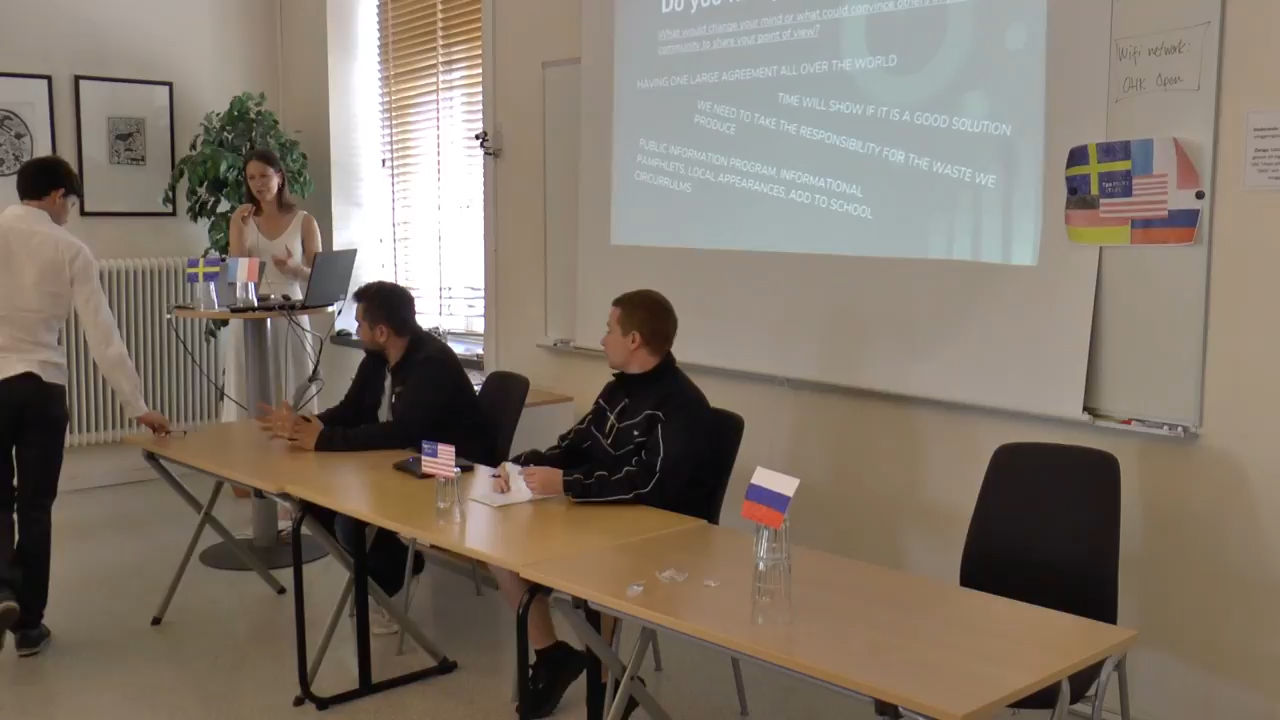 Do you
What would change your mind or what could convince others
community to share your point of view?
HAVING ONE LARGE AGREEMENT ALL OVER THE WORLD
TIME WILL SHOW IF IT IS A GOOD SOLUTION
WE NEED TO TAKE THE RESPONSIBILITY FOR THE WASTE WE
PRODUCE
PUBLIC INFORMATION PROGRAM, INFORMATIONAL
PAMPHLETS, LOCAL APPEARANCES, ADD TO SCHOOL
CIRCURRULMS
Wifi network:
Open